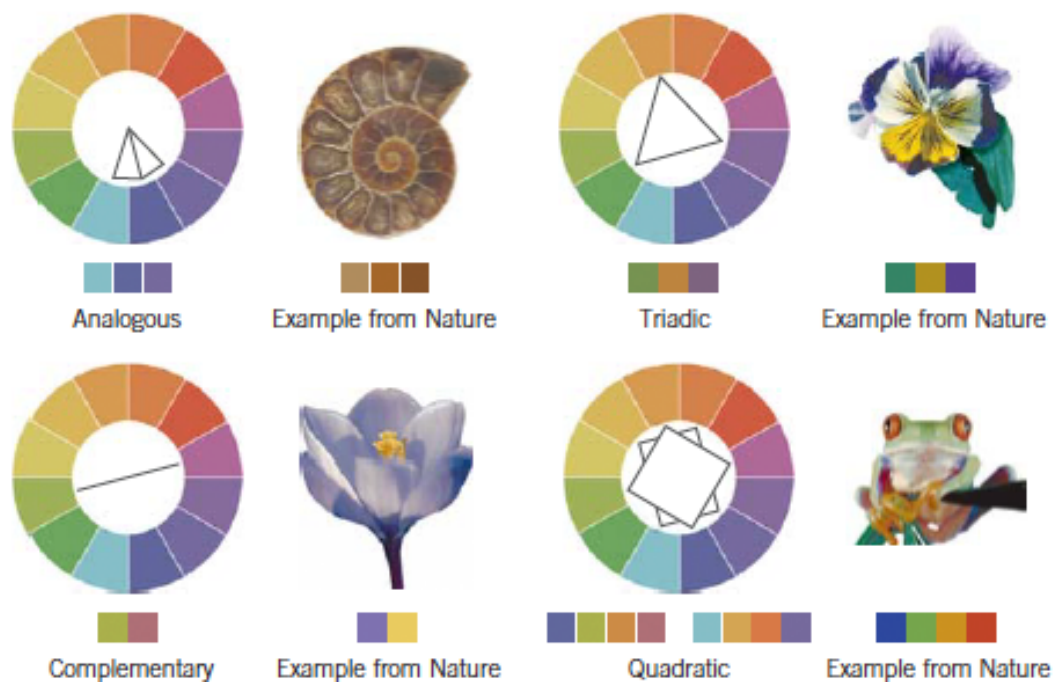 Analogous
Example from Nature
Triadic
Example from Nature
Complementary
Example from Nature
Quadratic
Example from Nature